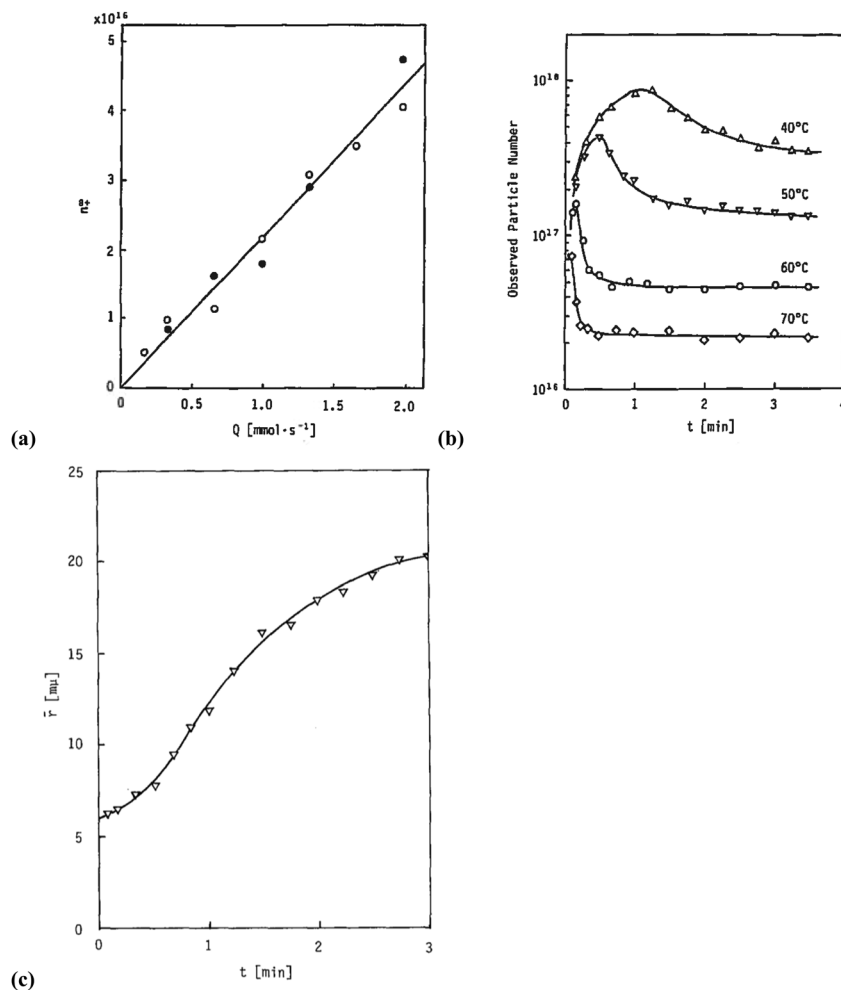 x10¹⁶
5
4
3
2
1
0
n₊^∞
0
0.5
1.0
1.5
2.0
Q [mmol·s⁻¹]
(a)
10¹⁸
10¹⁷
10¹⁶
Observed Particle Number
40°C
50°C
60°C
70°C
0
1
2
3
4
t [min]
(b)
25
20
15
10
5
0
r̄ [mμ]
0
1
2
3
t [min]
(c)